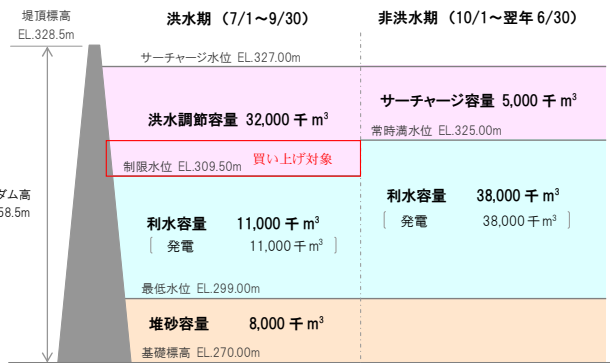 堤頂標高
EL.328.5m
洪水期（7/1～9/30）
非洪水期（10/1～翌年 6/30）
サーチャージ水位 EL.327.00m
洪水調節容量 32,000 千 m³
サーチャージ容量 5,000 千 m³
常時満水位 EL.325.00m
制限水位 EL.309.50m
買い上げ対象
ダム高
58.5m
利水容量 11,000 千 m³
［ 発電 11,000 千 m³ ］
利水容量 38,000 千 m³
［ 発電 38,000 千 m³ ］
最低水位 EL.299.00m
堆砂容量 8,000 千 m³
基礎標高 EL.270.00m